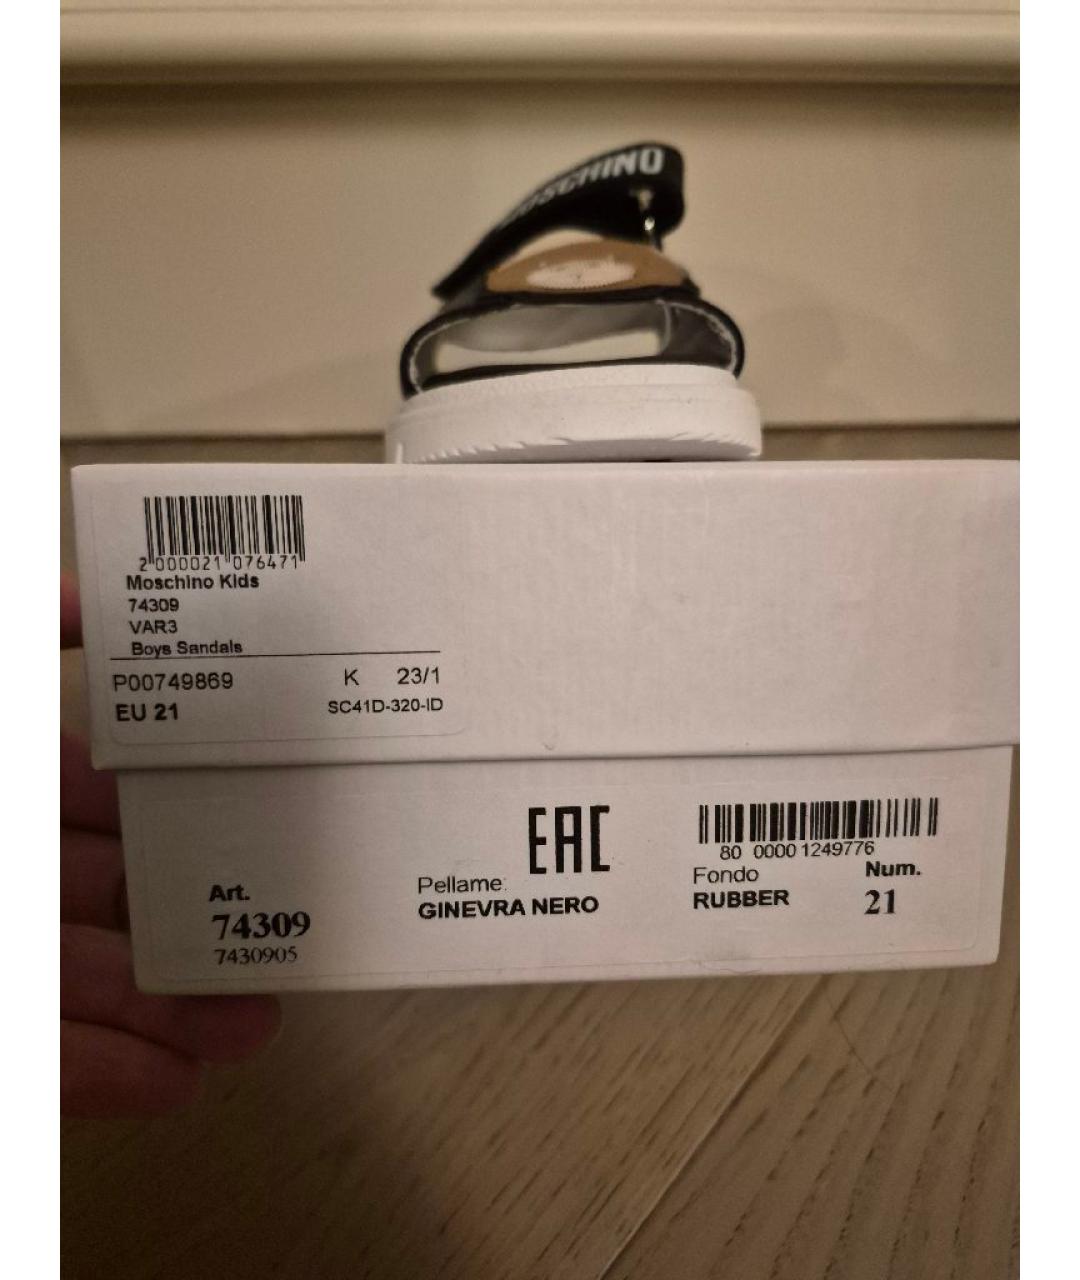 MOSCHINO
2 000021 076471
Moschino Kids
74309
VAR3
Boys Sandals
P00749869 K 23/1
EU 21 SC41D-320-ID
EAC
80 0000 1249776
Art.
74309
7430905
Pellame:
GINEVRA NERO
Fondo
RUBBER
Num.
21